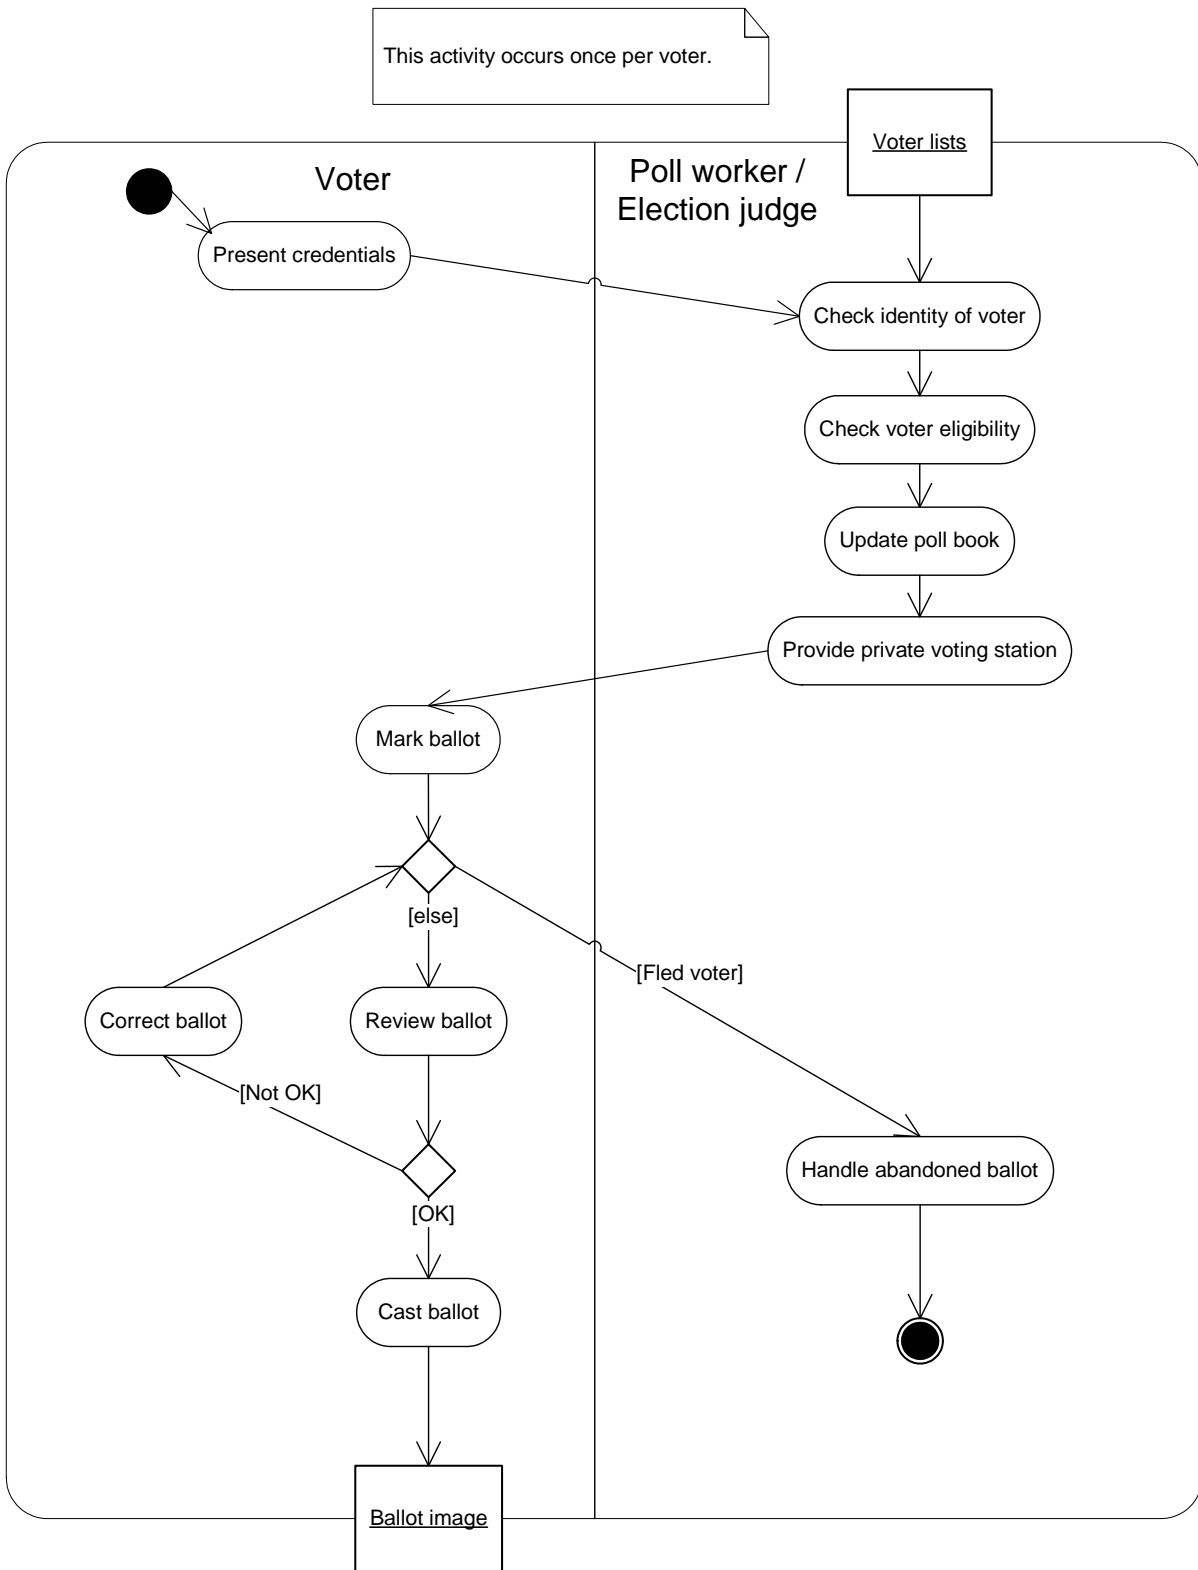 This activity occurs once per voter.
Voter lists
Voter
Poll worker /
Election judge
Present credentials
Check identity of voter
Check voter eligibility
Update poll book
Provide private voting station
Mark ballot
[else]
[Fled voter]
Correct ballot
Review ballot
[Not OK]
Handle abandoned ballot
[OK]
Cast ballot
Ballot image